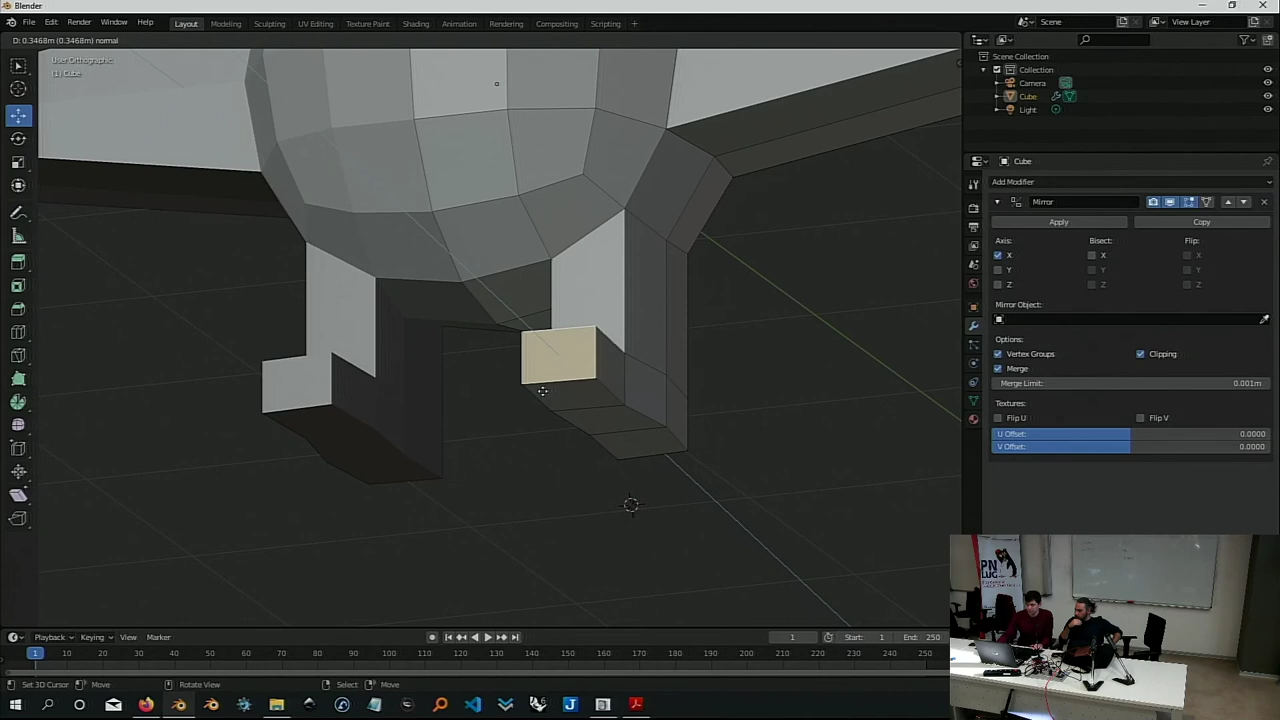 Blender
File Edit Render Window Help
Layout Modeling Sculpting UV Editing Texture Paint Shading Animation Rendering Compositing Scripting +
Scene
View Layer
D: 0.3468m (0.3468m) normal
User Orthographic
(1) Cube
Scene Collection
Collection
Camera
Cube
Light
Cube
Add Modifier
Mirror
Apply Copy
Axis: Bisect: Flip:
X X X
Y Y Y
Z Z Z
Mirror Object:
Options:
Vertex Groups Clipping
Merge
Merge Limit: 0.001m
Textures:
Flip U Flip V
U Offset: 0.0000
V Offset: 0.0000
PN
LUG
Playback Keying View Marker
1 Start: 1 End: 250
1 10 20 30 40 50 60 70 80 90 100 110 120 130 140 150 160 170 180 190 200 210 220 230 240 250
Set 3D Cursor Move Rotate View Select Move